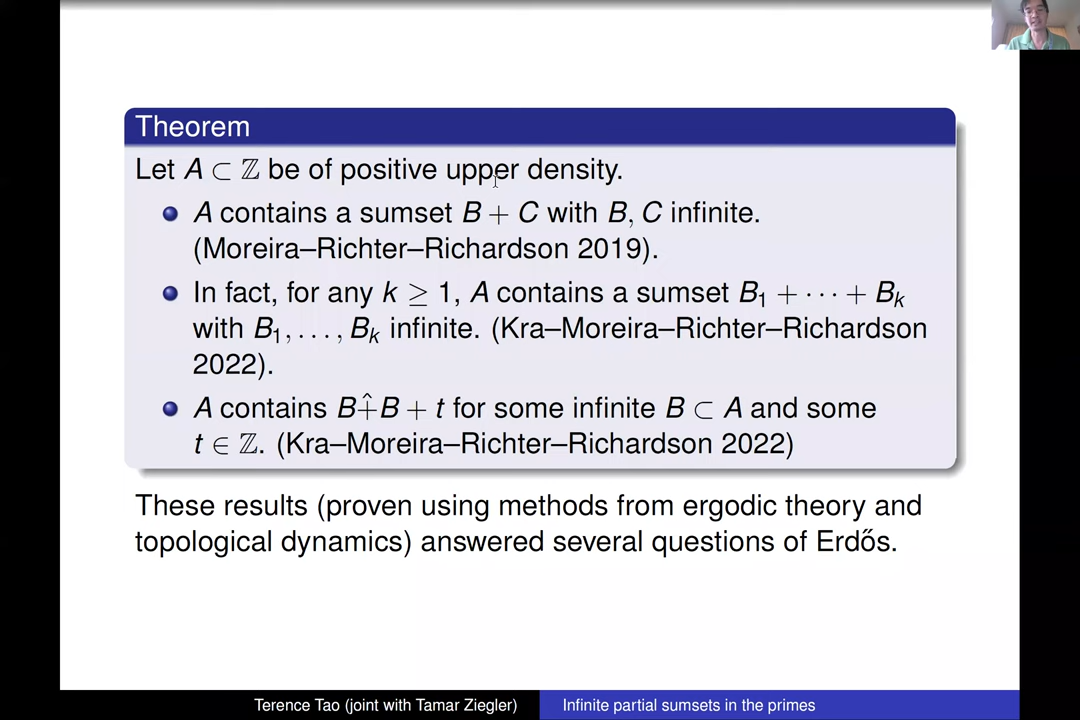 Theorem
Let A ⊂ ℤ be of positive upper density.
A contains a sumset B + C with B, C infinite.
(Moreira–Richter–Richardson 2019).
In fact, for any k ≥ 1, A contains a sumset B₁ + ⋯ + Bₖ
with B₁, . . . , Bₖ infinite. (Kra–Moreira–Richter–Richardson
2022).
A contains B+̂B + t for some infinite B ⊂ A and some
t ∈ ℤ. (Kra–Moreira–Richter–Richardson 2022)
These results (proven using methods from ergodic theory and
topological dynamics) answered several questions of Erdős.
Terence Tao (joint with Tamar Ziegler)
Infinite partial sumsets in the primes